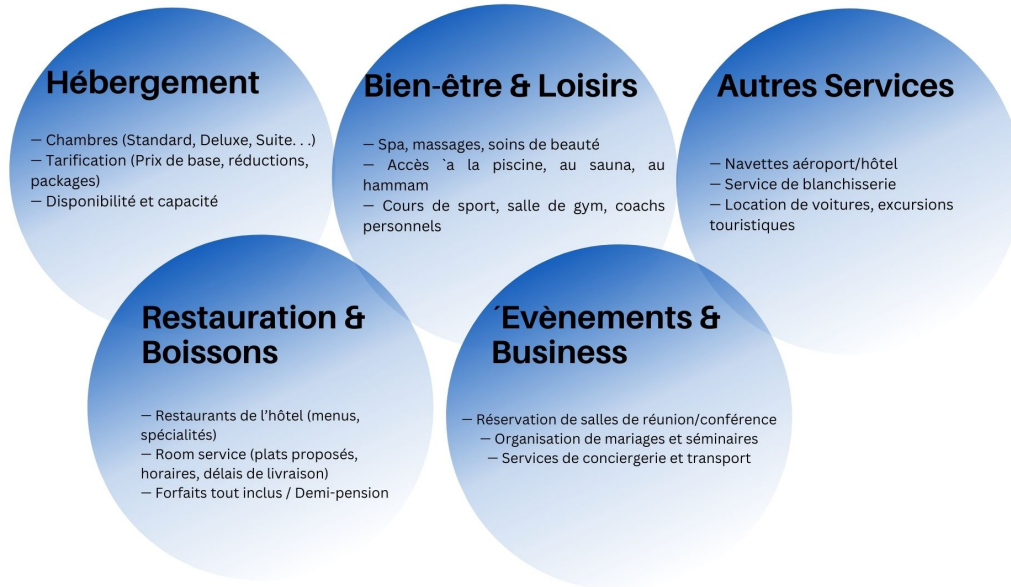 Hébergement
— Chambres (Standard, Deluxe, Suite. . .)
— Tarification (Prix de base, réductions,
packages)
— Disponibilité et capacité
Bien-être & Loisirs
— Spa, massages, soins de beauté
— Accès `a la piscine, au sauna, au
hammam
— Cours de sport, salle de gym, coachs
personnels
Autres Services
— Navettes aéroport/hôtel
— Service de blanchisserie
— Location de voitures, excursions
touristiques
Restauration &
Boissons
— Restaurants de l’hôtel (menus,
spécialités)
— Room service (plats proposés,
horaires, délais de livraison)
— Forfaits tout inclus / Demi-pension
´Evènements &
Business
— Réservation de salles de réunion/conférence
— Organisation de mariages et séminaires
— Services de conciergerie et transport